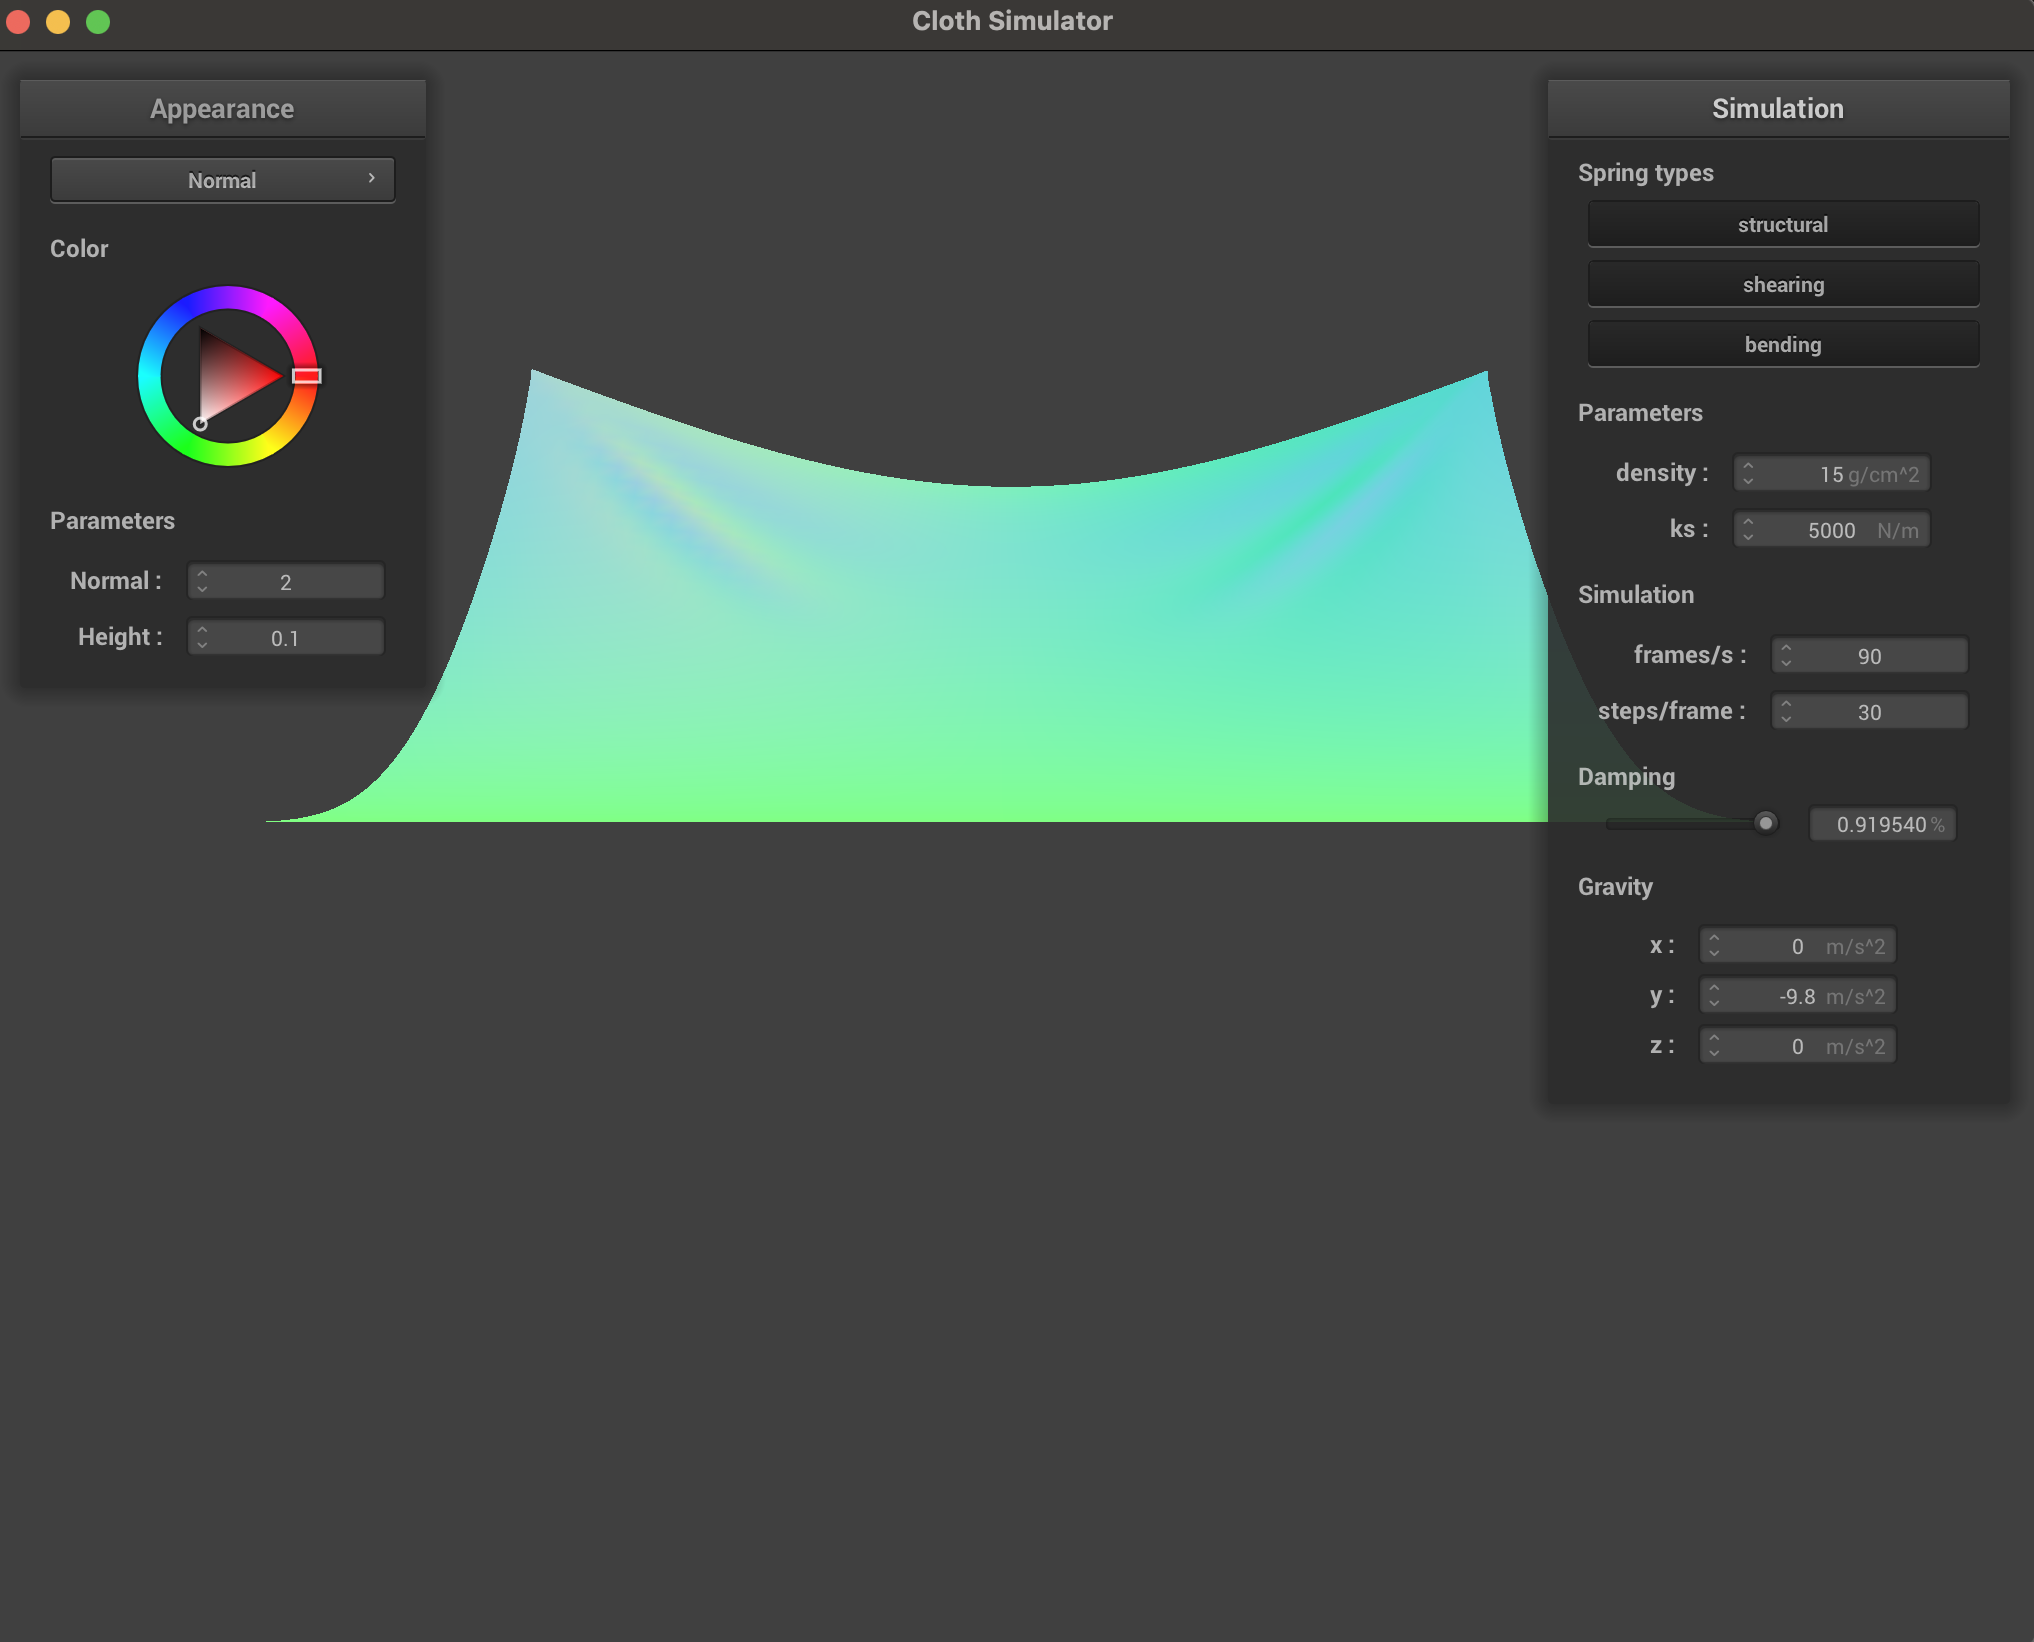 Cloth Simulator
Appearance
Normal
Color
Parameters
Normal : 2
Height : 0.1
Simulation
Spring types
structural
shearing
bending
Parameters
density : 15 g/cm^2
ks : 5000 N/m
Simulation
frames/s : 90
steps/frame : 30
Damping
0.919540 %
Gravity
x : 0 m/s^2
y : -9.8 m/s^2
z : 0 m/s^2